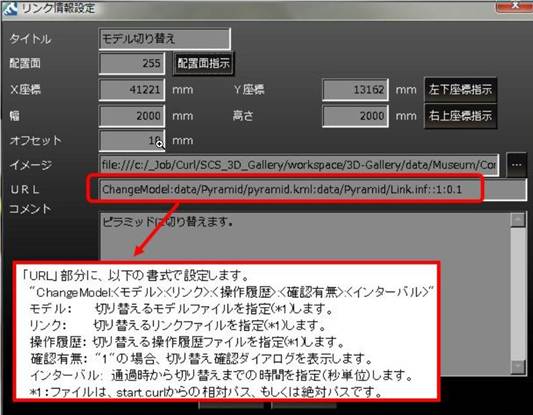 リンク情報設定
タイトル モデル切り替え
配置面 255 配置面指示
X座標 41221 mm Y座標 13162 mm 左下座標指示
幅 2000 mm 高さ 2000 mm 右上座標指示
オフセット 10
イメージ file:///c:/_Job/Curl/SCS_3D_Gallery/workspace/3D-Gallery/data/Museum/Cor ...
URL ChangeModel:data/Pyramid/pyramid.kml:data/Pyramid/Link.inf::1:0.1
コメント
ピラミッドに切り替えます。
「URL」部分に、以下の書式で設定します。
"ChangeModel:<モデル>:<リンク>:<操作履歴>:<確認有無>:<インターバル>"
モデル: 切り替えるモデルファイルを指定(*1)します。
リンク: 切り替えるリンクファイルを指定(*1)します。
操作履歴: 切り替える操作履歴ファイルを指定(*1)します。
確認有無: "1"の場合、切り替え確認ダイアログを表示します。
インターバル: 通過時から切り替えまでの時間を指定(秒単位)します。
*1:ファイルは、start.curlからの相対パス、もしくは絶対パスです。